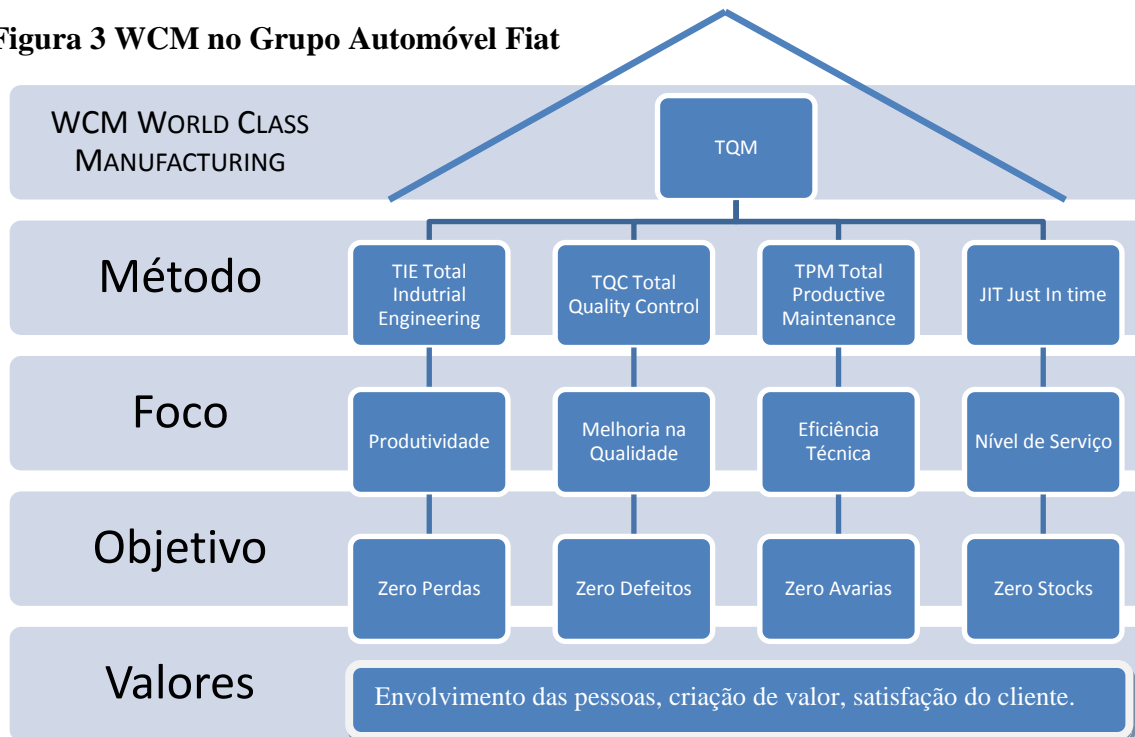 Figura 3 WCM no Grupo Automóvel Fiat
WCM WORLD CLASS
MANUFACTURING
TQM
Método
TIE Total
Indutrial
Engineering
TQC Total
Quality Control
TPM Total
Productive
Maintenance
JIT Just In time
Foco
Produtividade
Melhoria na
Qualidade
Eficiência
Técnica
Nível de Serviço
Objetivo
Zero Perdas
Zero Defeitos
Zero Avarias
Zero Stocks
Valores
Envolvimento das pessoas, criação de valor, satisfação do cliente.